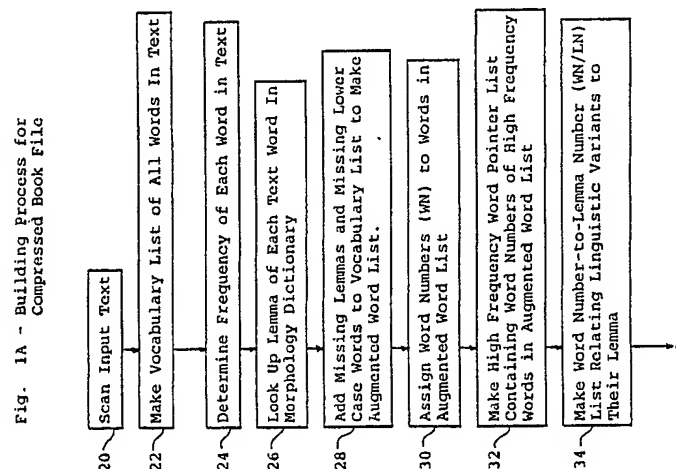 Fig. 1A - Building Process for
Compressed Book File
20
Scan Input Text
22
Make Vocabulary List of All Words In Text
24
Determine Frequency of Each Word in Text
26
Look Up Lemma of Each Text Word In
Morphology Dictionary
28
Add Missing Lemmas and Missing Lower
Case Words to Vocabulary List to Make
Augmented Word List.
30
Assign Word Numbers (WN) to Words in
Augmented Word List
32
Make High Frequency Word Pointer List
Containing Word Numbers of High Frequency
Words in Augmented Word List
34
Make Word Number-to-Lemma Number (WN/LN)
List Relating Linguistic Variants to
Their Lemma